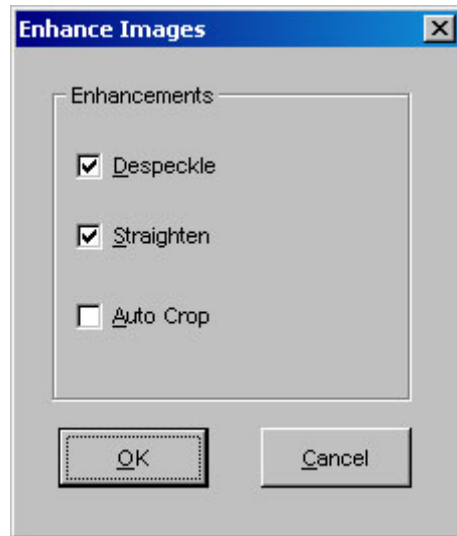 Enhance Images
Enhancements
Despeckle
Straighten
Auto Crop
OK
Cancel